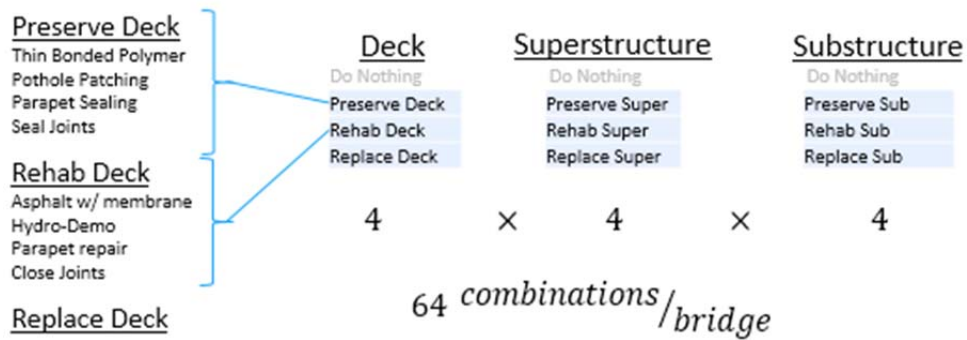 Preserve Deck
Thin Bonded Polymer
Pothole Patching
Parapet Sealing
Seal Joints
Rehab Deck
Asphalt w/ membrane
Hydro-Demo
Parapet repair
Close Joints
Replace Deck
Deck
Do Nothing
Preserve Deck
Rehab Deck
Replace Deck
Superstructure
Do Nothing
Preserve Super
Rehab Super
Replace Super
Substructure
Do Nothing
Preserve Sub
Rehab Sub
Replace Sub
4 × 4 × 4
64 combinations/bridge